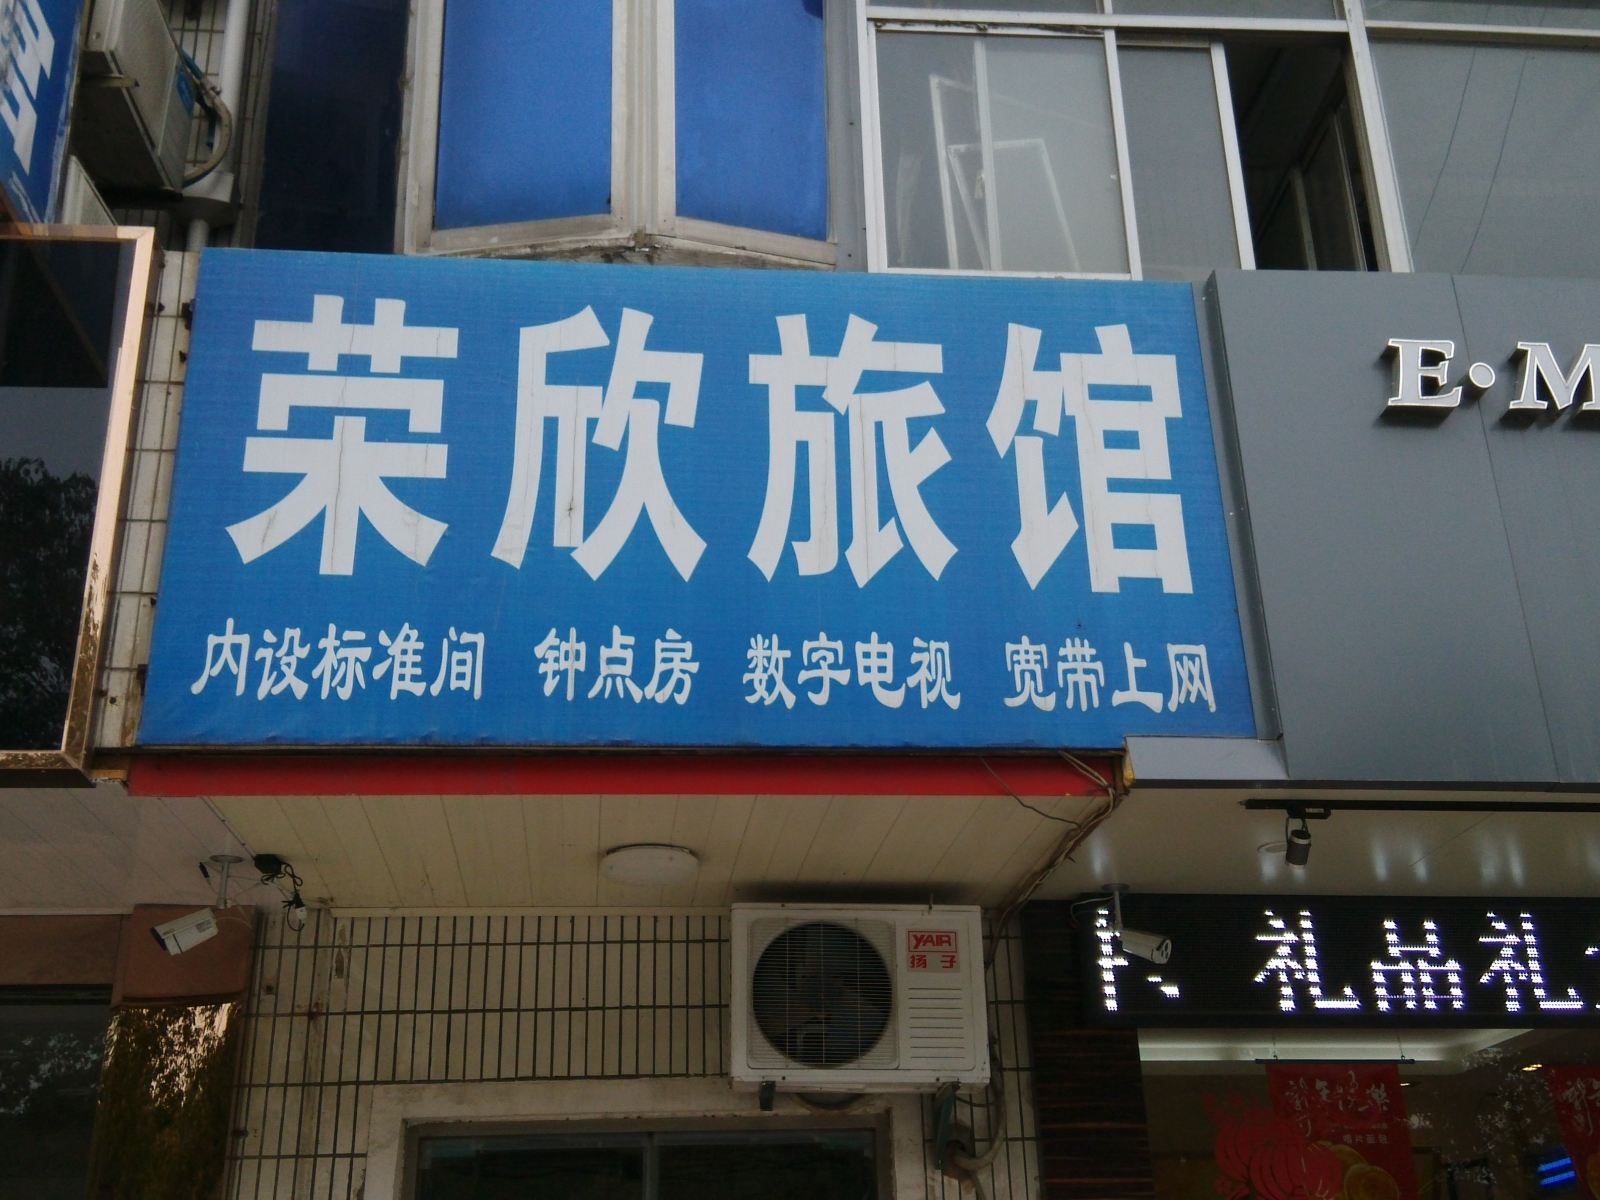 荣欣旅馆
内设标准间 钟点房 数字电视 宽带上网
E·M
YAIR
扬子
礼品礼